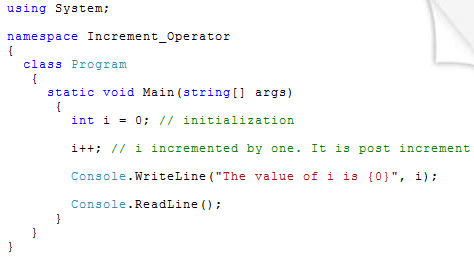 using System;
namespace Increment_Operator
{
class Program
{
static void Main(string[] args)
{
int i = 0; // initialization
i++; // i incremented by one. It is post increment
Console.WriteLine("The value of i is {0}", i);
Console.ReadLine();
}
}
}